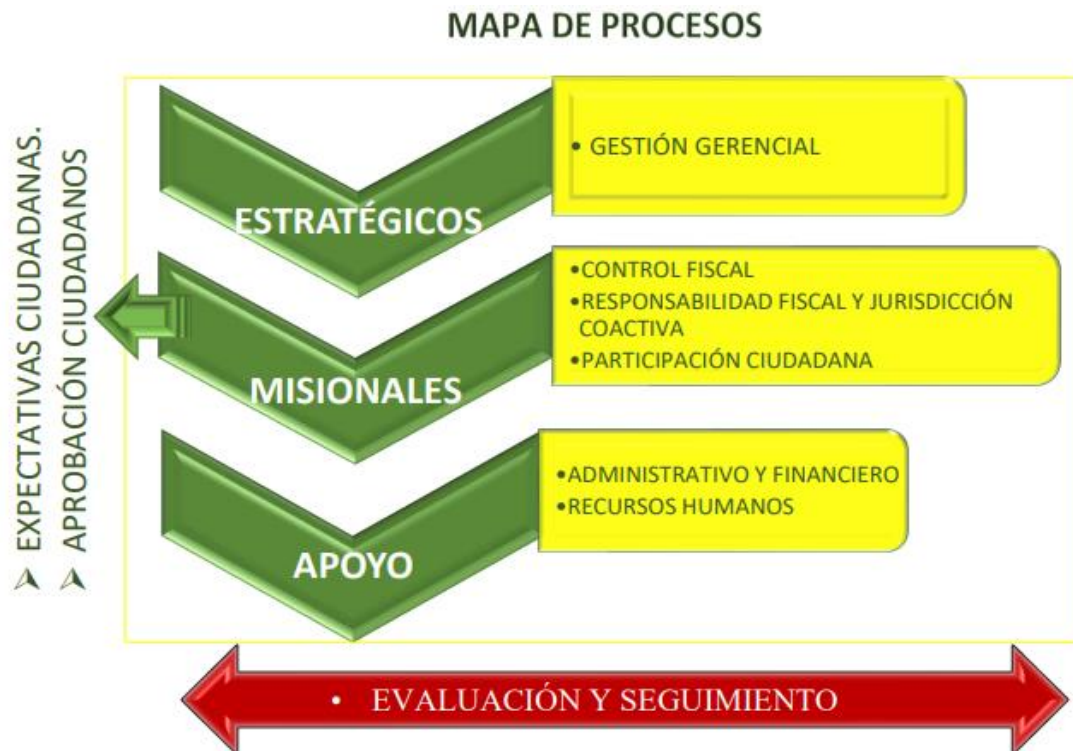 MAPA DE PROCESOS
➢ EXPECTATIVAS CIUDADANAS.
➢ APROBACIÓN CIUDADANOS
ESTRATÉGICOS
• GESTIÓN GERENCIAL
MISIONALES
•CONTROL FISCAL
•RESPONSABILIDAD FISCAL Y JURISDICCIÓN
COACTIVA
•PARTICIPACIÓN CIUDADANA
APOYO
•ADMINISTRATIVO Y FINANCIERO
•RECURSOS HUMANOS
• EVALUACIÓN Y SEGUIMIENTO